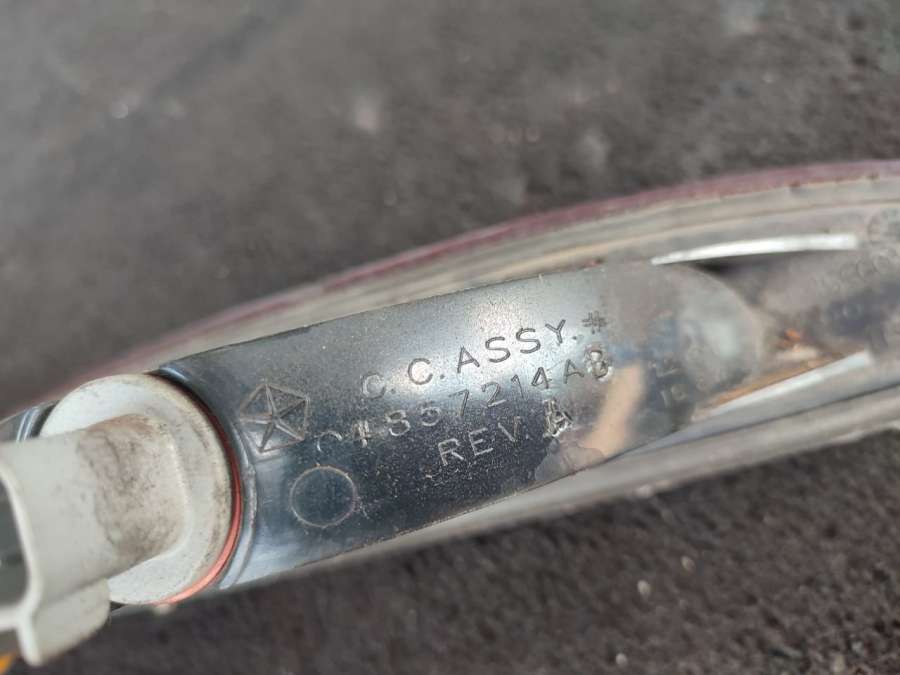 C.C. ASSY.*
04857214AB
REV. A